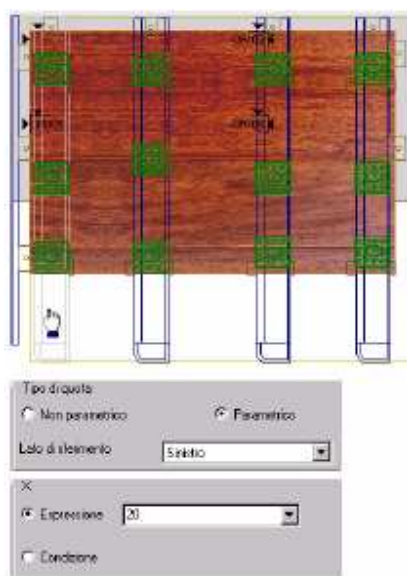 Tipo di quota
Non parametrico Parametrico
Lato di riferimento Sinistro
X
Espressione 20
Condizione